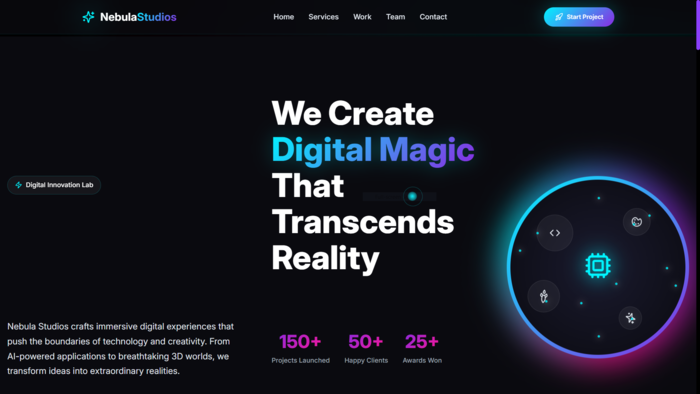 NebulaStudios
Home Services Work Team Contact
Start Project
We Create
Digital Magic
That
Transcends
Reality
Digital Innovation Lab
Nebula Studios crafts immersive digital experiences that
push the boundaries of technology and creativity. From
AI-powered applications to breathtaking 3D worlds, we
transform ideas into extraordinary realities.
150+ 50+ 25+
Projects Launched Happy Clients Awards Won